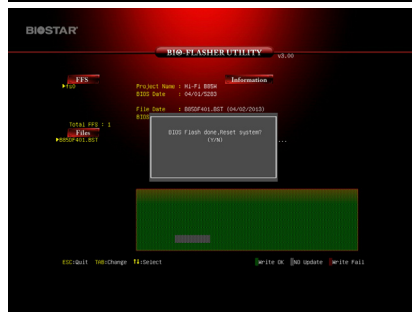 BIOSTAR
BIO-FLASHER UTILITY v3.00
FFS
Information
▶fs0
Project Name : Hi-Fi B85W
BIOS Date : 04/01/5203
File Date : B85DF401.BST (04/02/2013)
BIOS
Total FFS : 1
Files
▶B85DF401.BST
BIOS Flash done,Reset system?
(Y/N)
...
ESC:Quit TAB:Change ↑↓:Select Write OK NO Update Write Fail